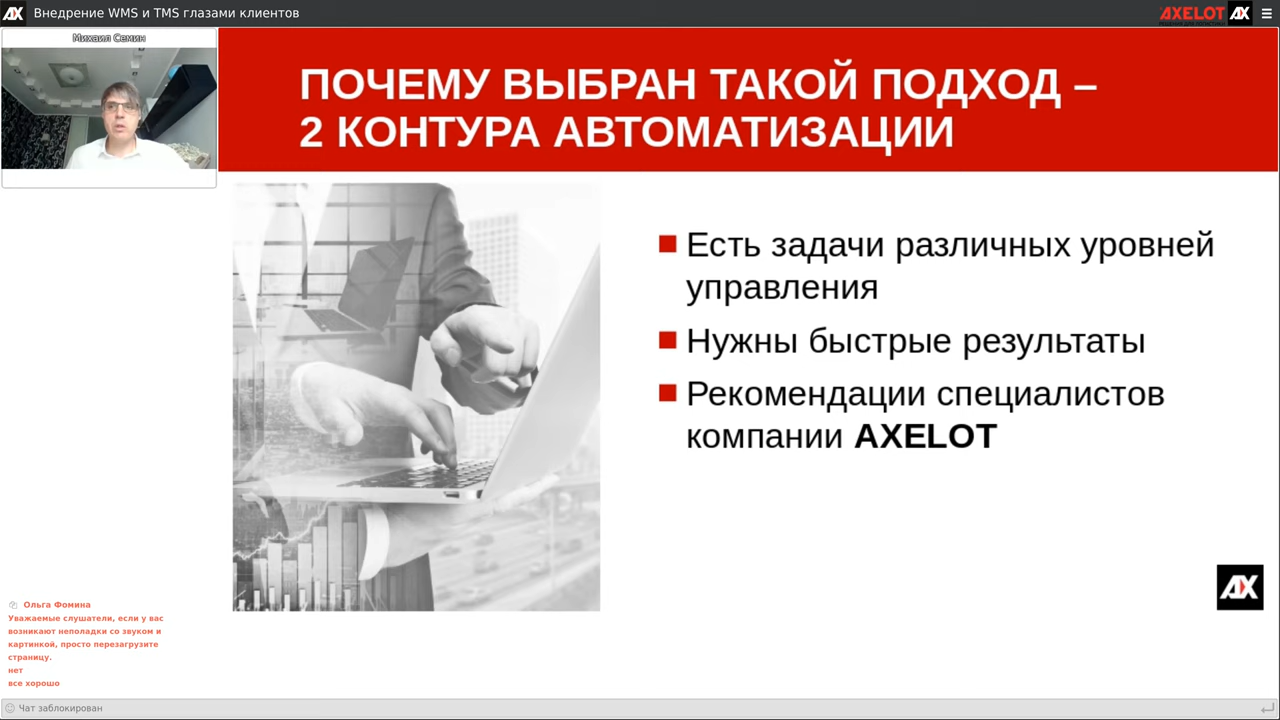 Внедрение WMS и TMS глазами клиентов
AXELOT
Михаил Семин
ПОЧЕМУ ВЫБРАН ТАКОЙ ПОДХОД –
2 КОНТУРА АВТОМАТИЗАЦИИ
Есть задачи различных уровней
управления
Нужны быстрые результаты
Рекомендации специалистов
компании AXELOT
Ольга Фомина
Уважаемые слушатели, если у вас
возникают неполадки со звуком и
картинкой, просто перезагрузите
страницу.
нет
все хорошо
Чат заблокирован